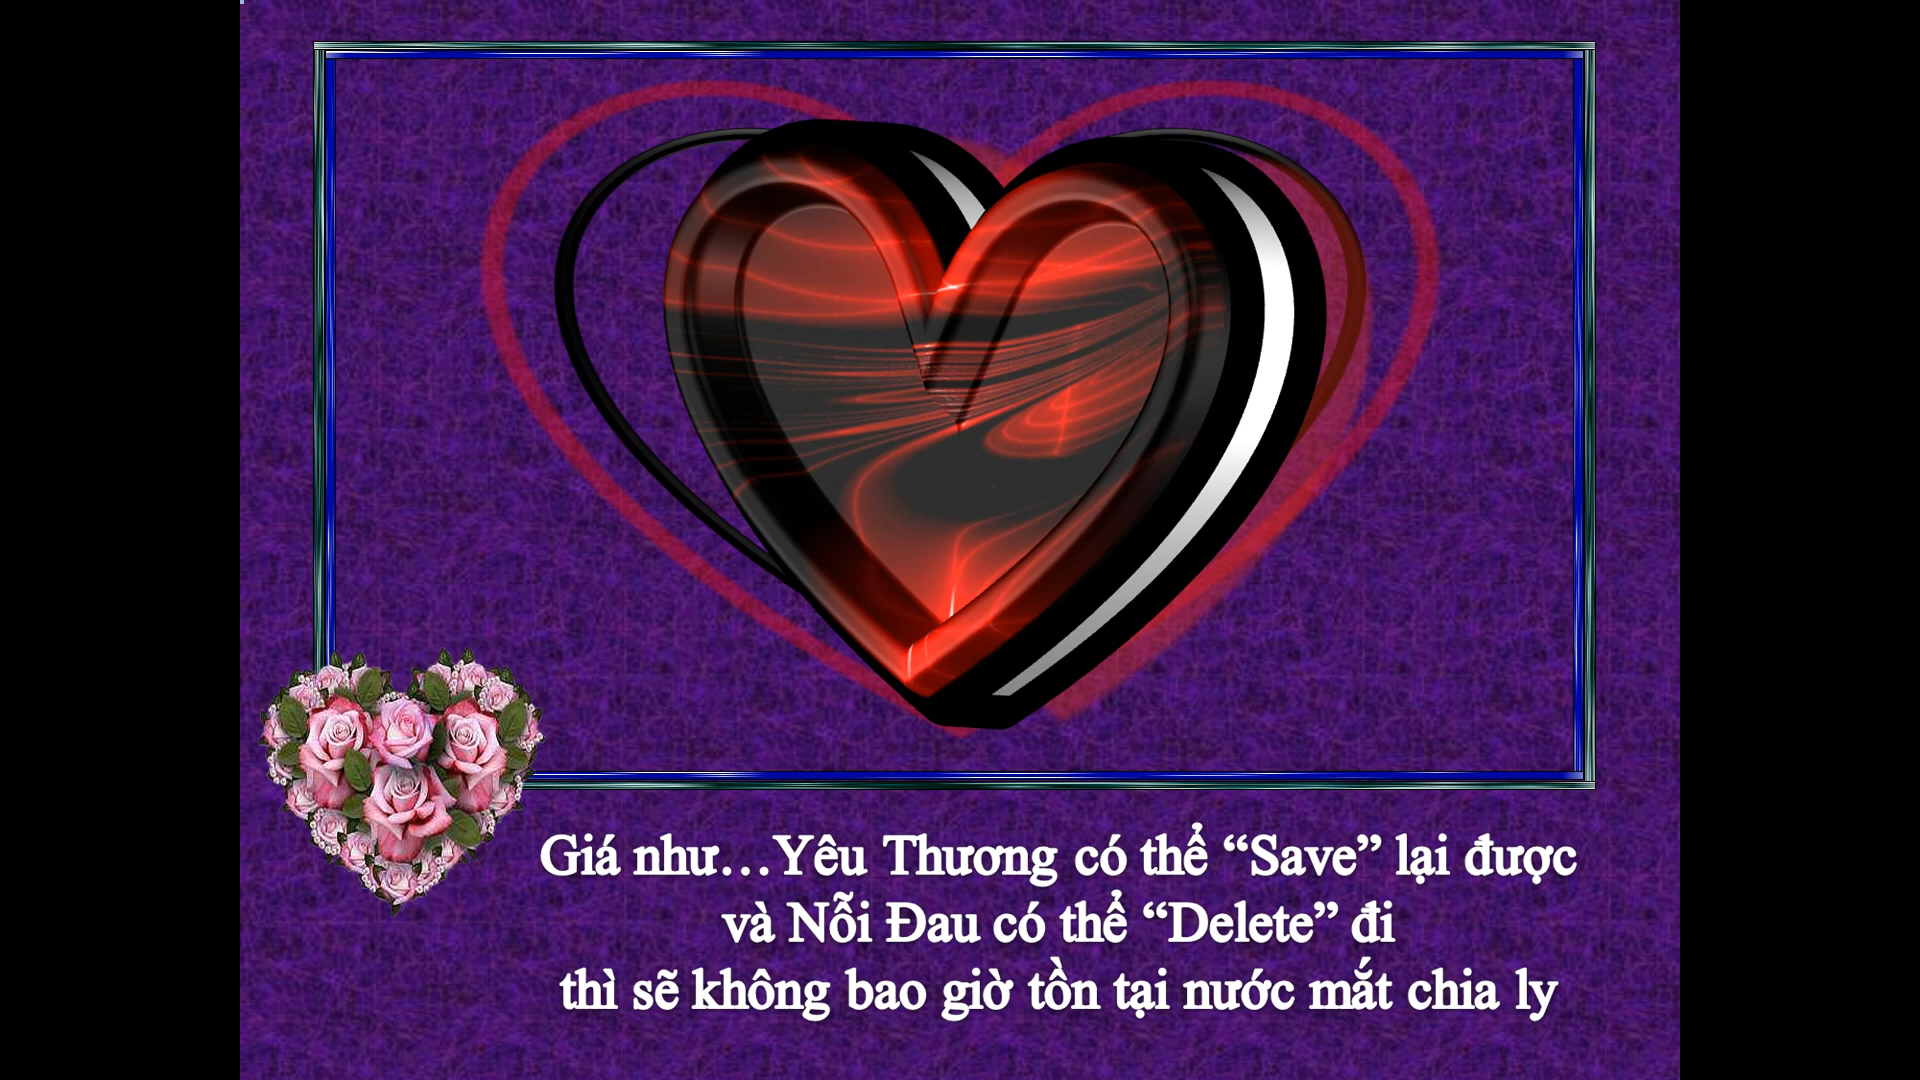 Giá như…Yêu Thương có thể “Save” lại được
và Nỗi Đau có thể “Delete” đi
thì sẽ không bao giờ tồn tại nước mắt chia ly